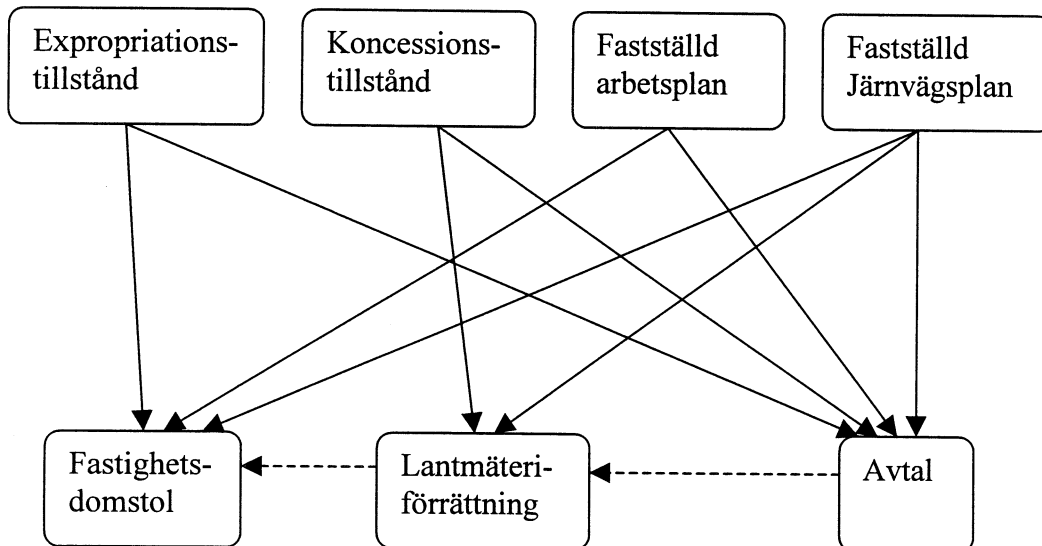 Expropriations-
tillstånd
Koncessions-
tillstånd
Fastställd
arbetsplan
Fastställd
Järnvägsplan
Fastighets-
domstol
Lantmäteri-
förrättning
Avtal